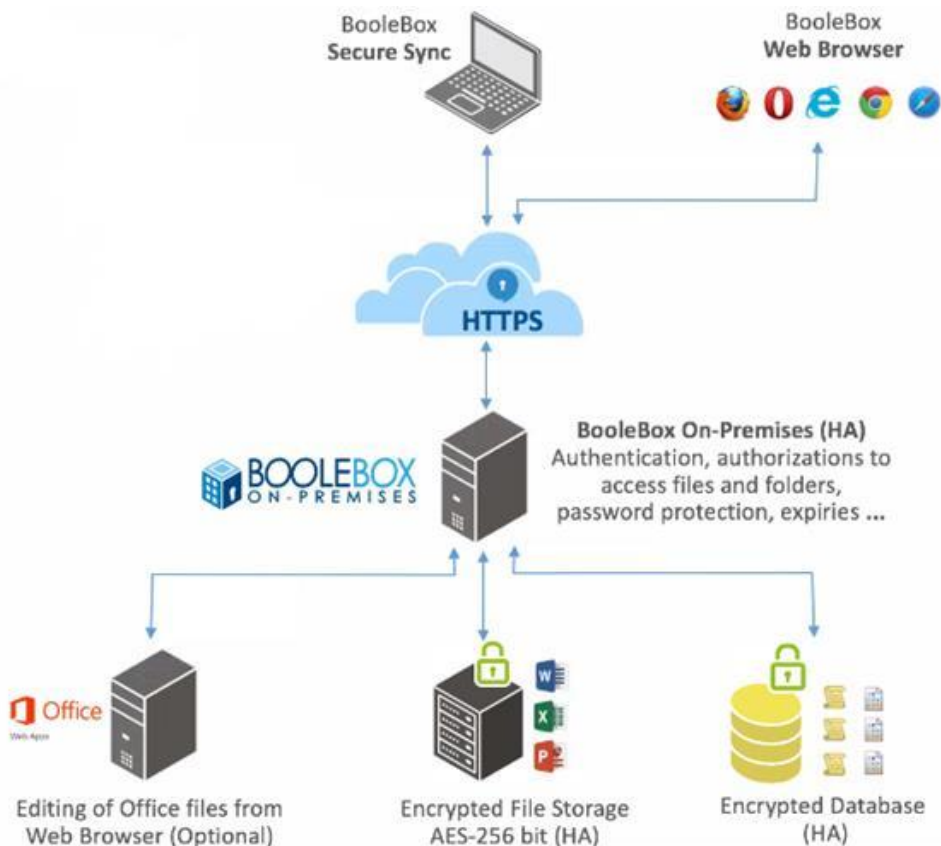 BooleBox
Secure Sync
BooleBox
Web Browser
HTTPS
BOOLEBOX
ON-PREMISES
BooleBox On-Premises (HA)
Authentication, authorizations to
access files and folders,
password protection, expiries ...
Office
Web Apps
W
X
P
Editing of Office files from
Web Browser (Optional)
Encrypted File Storage
AES-256 bit (HA)
Encrypted Database
(HA)